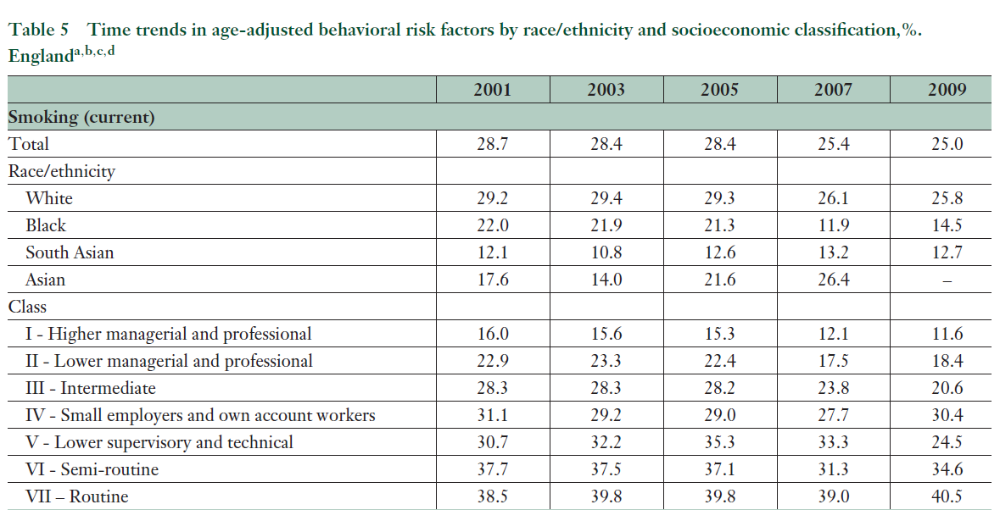 Table 5 Time trends in age-adjusted behavioral risk factors by race/ethnicity and socioeconomic classification,%.
Englanda,b,c,d
2001 2003 2005 2007 2009
Smoking (current)
Total 28.7 28.4 28.4 25.4 25.0
Race/ethnicity
White 29.2 29.4 29.3 26.1 25.8
Black 22.0 21.9 21.3 11.9 14.5
South Asian 12.1 10.8 12.6 13.2 12.7
Asian 17.6 14.0 21.6 26.4 –
Class
I - Higher managerial and professional 16.0 15.6 15.3 12.1 11.6
II - Lower managerial and professional 22.9 23.3 22.4 17.5 18.4
III - Intermediate 28.3 28.3 28.2 23.8 20.6
IV - Small employers and own account workers 31.1 29.2 29.0 27.7 30.4
V - Lower supervisory and technical 30.7 32.2 35.3 33.3 24.5
VI - Semi-routine 37.7 37.5 37.1 31.3 34.6
VII – Routine 38.5 39.8 39.8 39.0 40.5